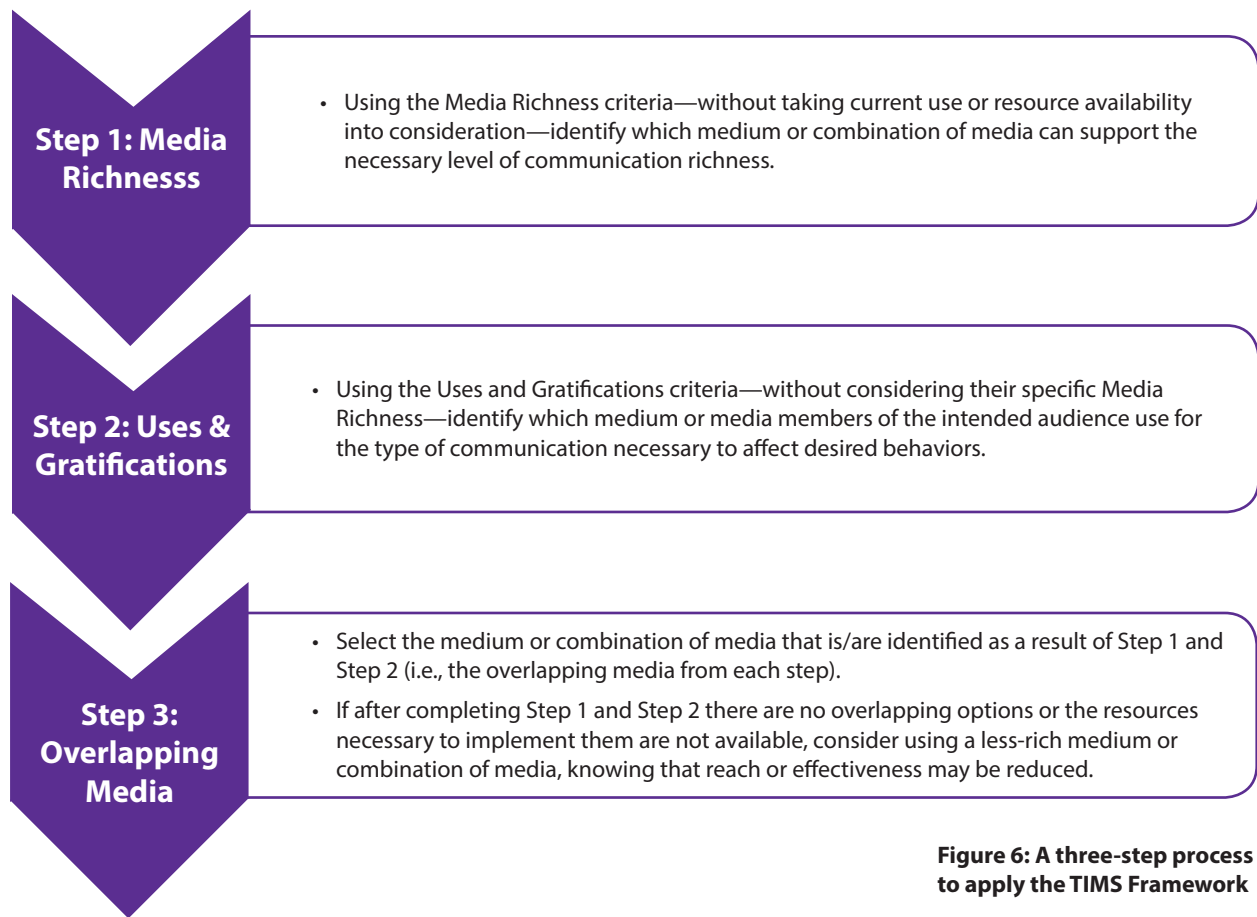 Step 1: Media
Richnesss
• Using the Media Richness criteria—without taking current use or resource availability
into consideration—identify which medium or combination of media can support the
necessary level of communication richness.
Step 2: Uses &
Gratifications
• Using the Uses and Gratifications criteria—without considering their specific Media
Richness—identify which medium or media members of the intended audience use for
the type of communication necessary to affect desired behaviors.
Step 3:
Overlapping
Media
• Select the medium or combination of media that is/are identified as a result of Step 1 and
Step 2 (i.e., the overlapping media from each step).
• If after completing Step 1 and Step 2 there are no overlapping options or the resources
necessary to implement them are not available, consider using a less-rich medium or
combination of media, knowing that reach or effectiveness may be reduced.
Figure 6: A three-step process
to apply the TIMS Framework